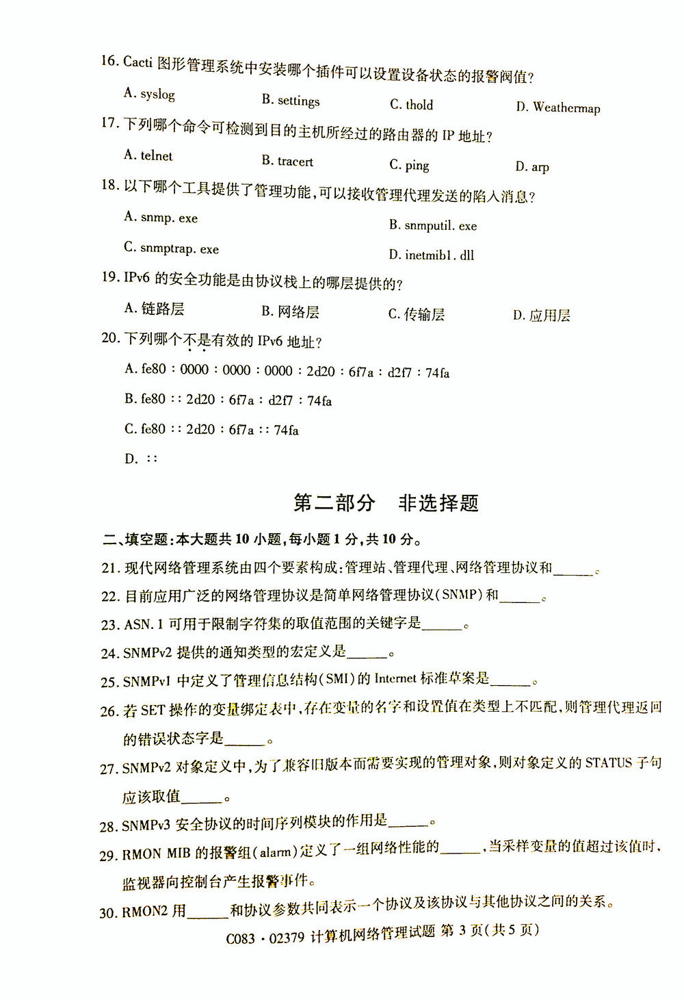 16. Cacti 图形管理系统中安装哪个插件可以设置设备状态的报警阀值?
A. syslog B. settings C. thold D. Weathermap
17. 下列哪个命令可检测到目的主机所经过的路由器的 IP 地址?
A. telnet B. tracert C. ping D. arp
18. 以下哪个工具提供了管理功能,可以接收管理代理发送的陷入消息?
A. snmp. exe B. snmputil. exe
C. snmptrap. exe D. inetmib1. dll
19. IPv6 的安全功能是由协议栈上的哪层提供的?
A. 链路层 B. 网络层 C. 传输层 D. 应用层
20. 下列哪个不是有效的 IPv6 地址?
A. fe80 : 0000 : 0000 : 0000 : 2d20 : 6f7a : d2f7 : 74fa
B. fe80 :: 2d20 : 6f7a : d2f7 : 74fa
C. fe80 :: 2d20 : 6f7a :: 74fa
D. ::
第二部分 非选择题
二、填空题:本大题共 10 小题,每小题 1 分,共 10 分。
21. 现代网络管理系统由四个要素构成:管理站、管理代理、网络管理协议和______。
22. 目前应用广泛的网络管理协议是简单网络管理协议(SNMP)和______。
23. ASN. 1 可用于限制字符集的取值范围的关键字是______。
24. SNMPv2 提供的通知类型的宏定义是______。
25. SNMPv1 中定义了管理信息结构(SMI)的 Internet 标准草案是______。
26. 若 SET 操作的变量绑定表中,存在变量的名字和设置值在类型上不匹配,则管理代理返回
的错误状态字是______。
27. SNMPv2 对象定义中,为了兼容旧版本而需要实现的管理对象,则对象定义的 STATUS 子句
应该取值______。
28. SNMPv3 安全协议的时间序列模块的作用是______。
29. RMON MIB 的报警组(alarm)定义了一组网络性能的______,当采样变量的值超过该值时,
监视器向控制台产生报警事件。
30. RMON2 用______和协议参数共同表示一个协议及该协议与其他协议之间的关系。
C083·02379 计算机网络管理试题 第 3 页(共 5 页)